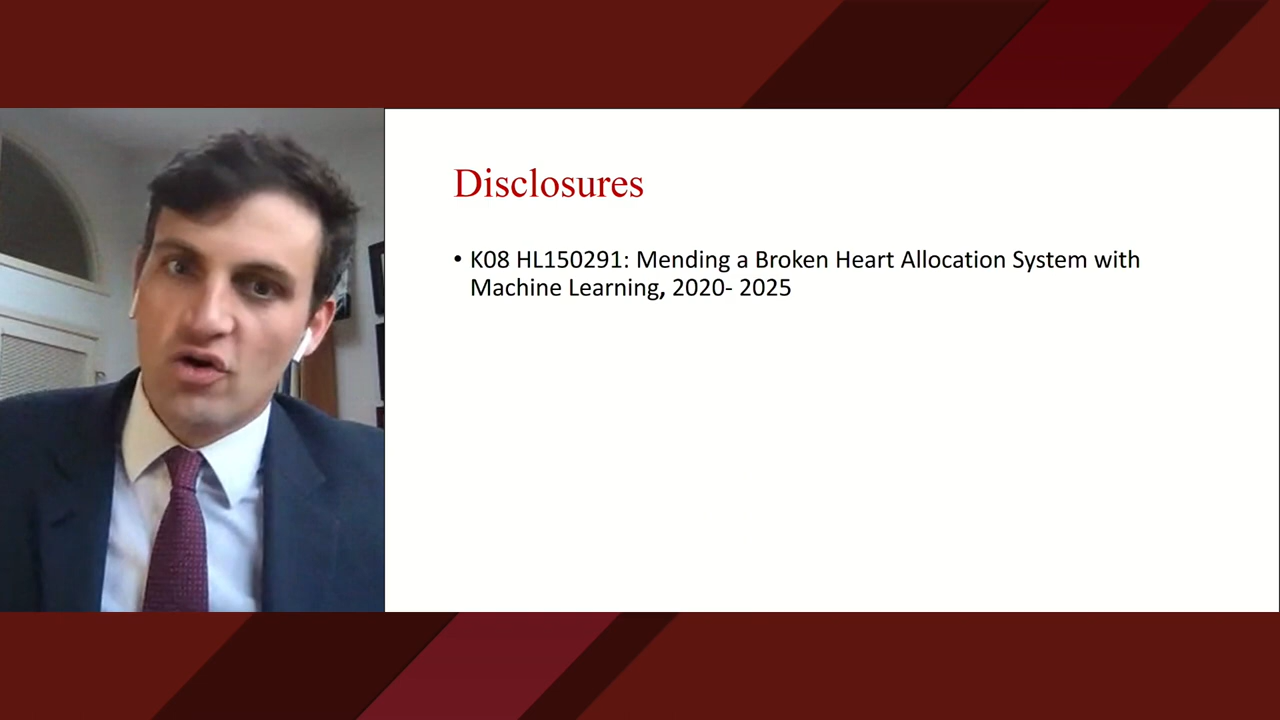 Disclosures
• K08 HL150291: Mending a Broken Heart Allocation System with
Machine Learning, 2020- 2025